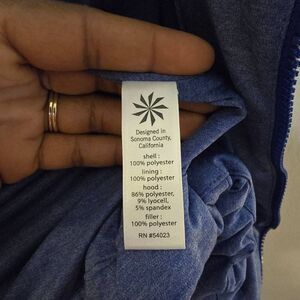 Designed in
Sonoma County,
California
shell :
100% polyester
lining :
100% polyester
hood :
86% polyester,
9% lyocell,
5% spandex
filler :
100% polyester
RN #54023